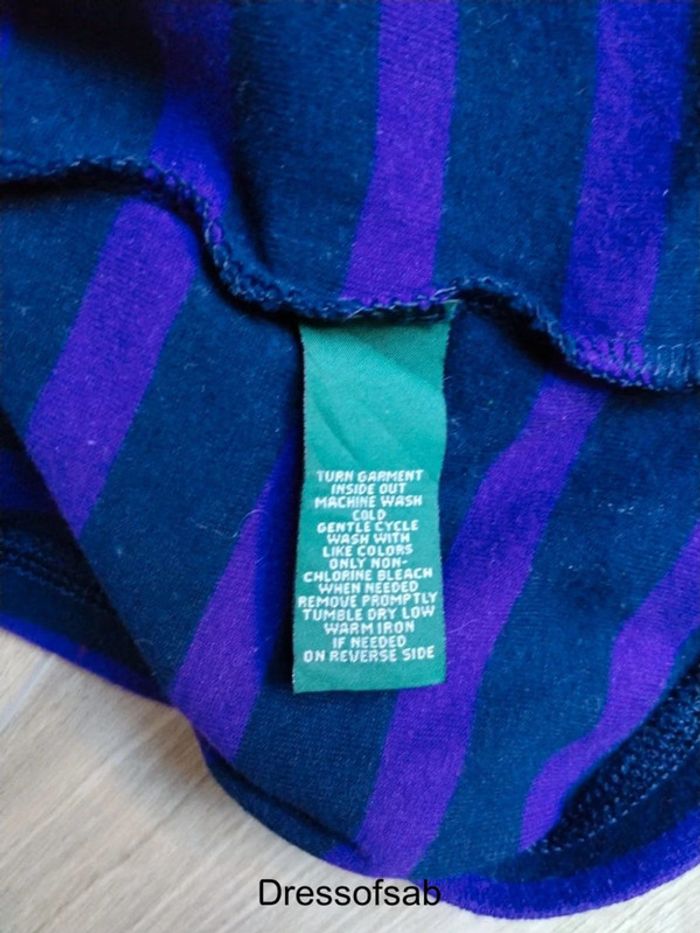 TURN GARMENT
INSIDE OUT
MACHINE WASH
COLD
GENTLE CYCLE
WASH WITH
LIKE COLORS
ONLY NON-
CHLORINE BLEACH
WHEN NEEDED
REMOVE PROMPTLY
TUMBLE DRY LOW
WARM IRON
IF NEEDED
ON REVERSE SIDE
Dressofsab